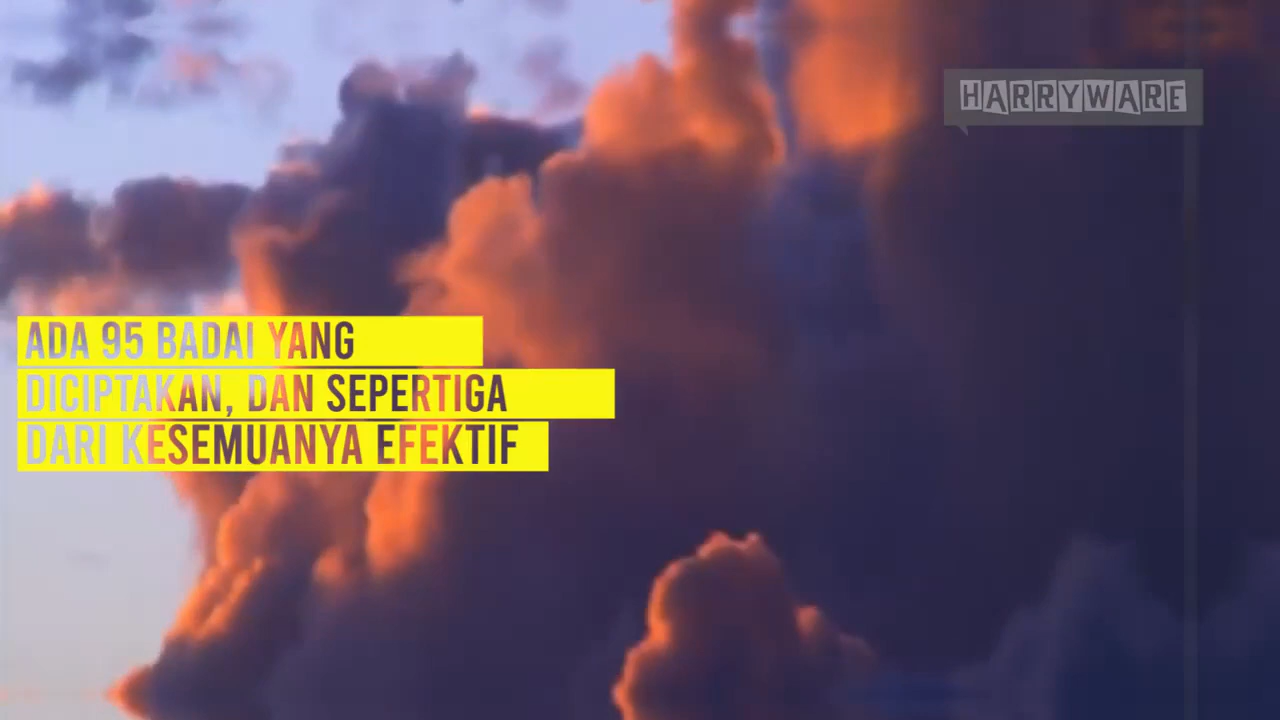 HARRYWARE
ADA 95 BADAI YANG
DICIPTAKAN, DAN SEPERTIGA
DARI KESEMUANYA EFEKTIF